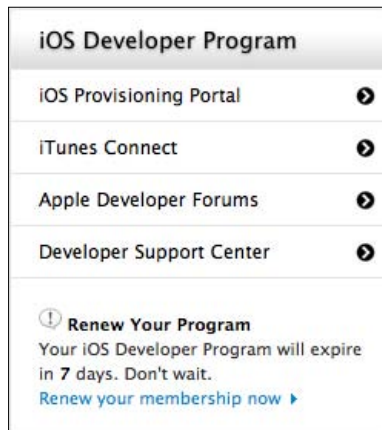 iOS Developer Program
iOS Provisioning Portal
iTunes Connect
Apple Developer Forums
Developer Support Center
Renew Your Program
Your iOS Developer Program will expire
in 7 days. Don't wait.
Renew your membership now